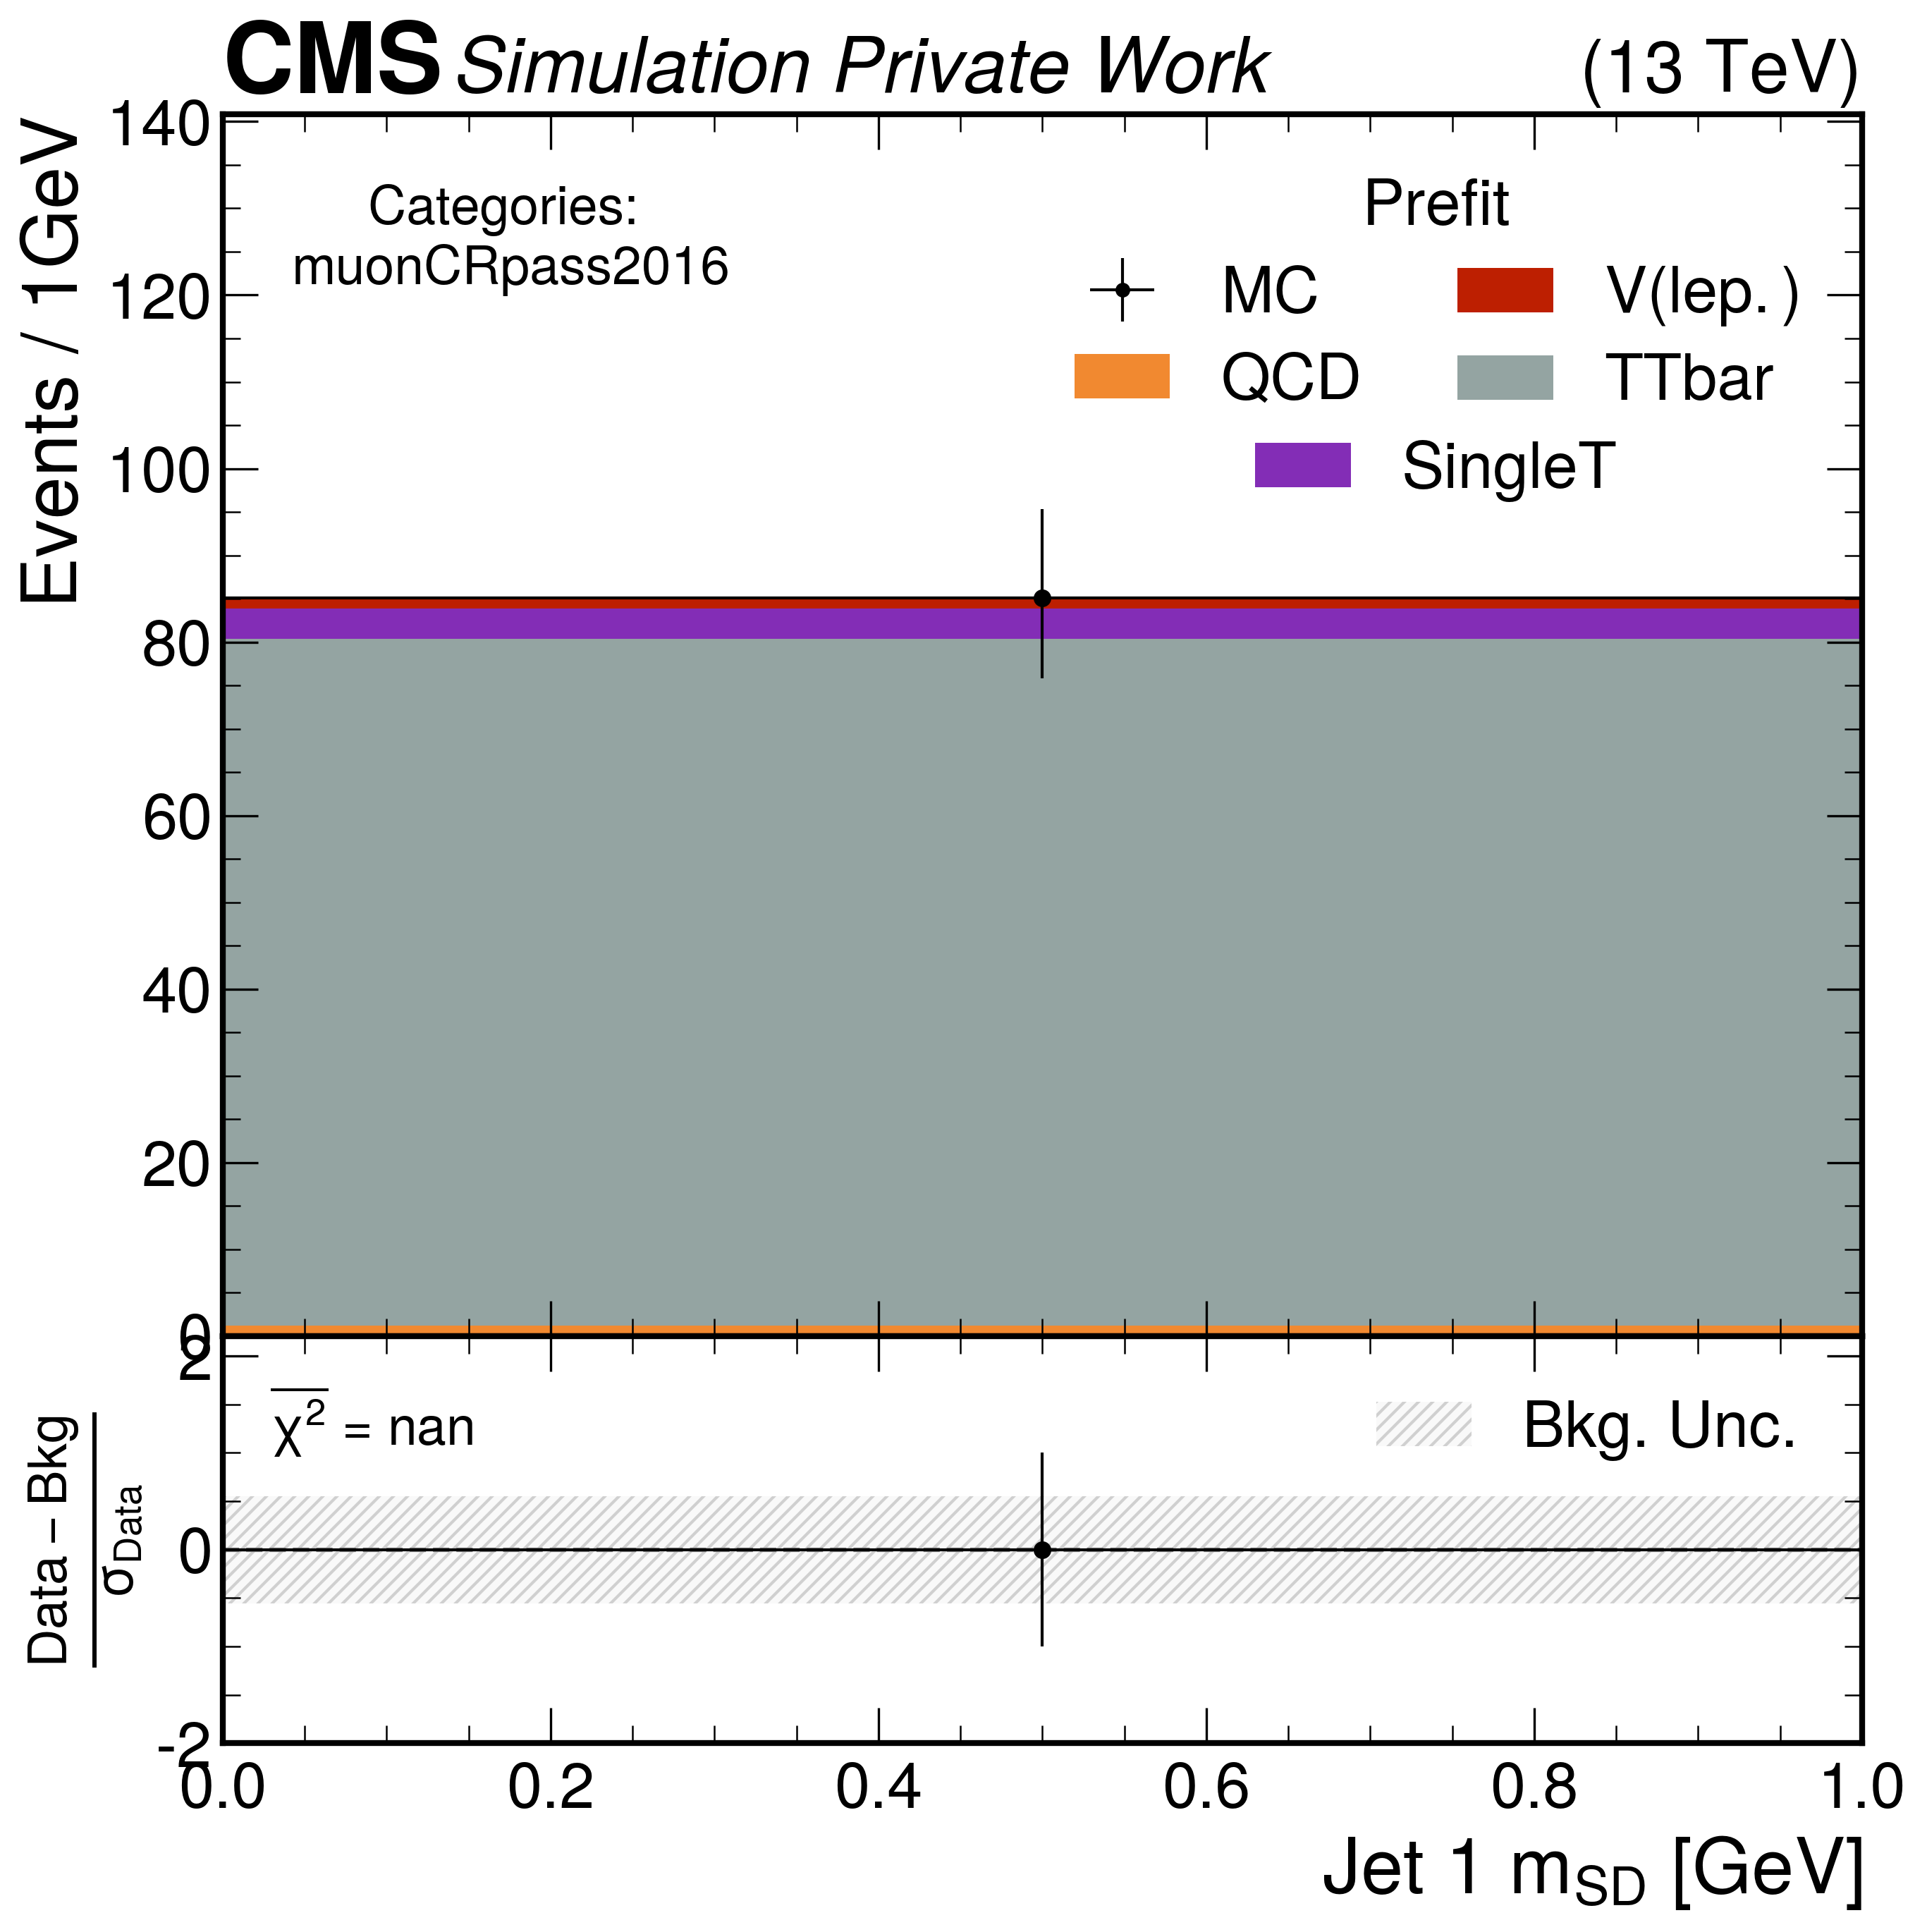 CMS Simulation Private Work (13 TeV)
Events / 1 GeV
140
120
100
80
60
40
20
0
Categories:
muonCRpass2016
Prefit
MC V(lep.)
QCD TTbar
SingleT
Data − Bkg
σData
2
0
-2
χ² = nan
Bkg. Unc.
0.0 0.2 0.4 0.6 0.8 1.0
Jet 1 mSD [GeV]